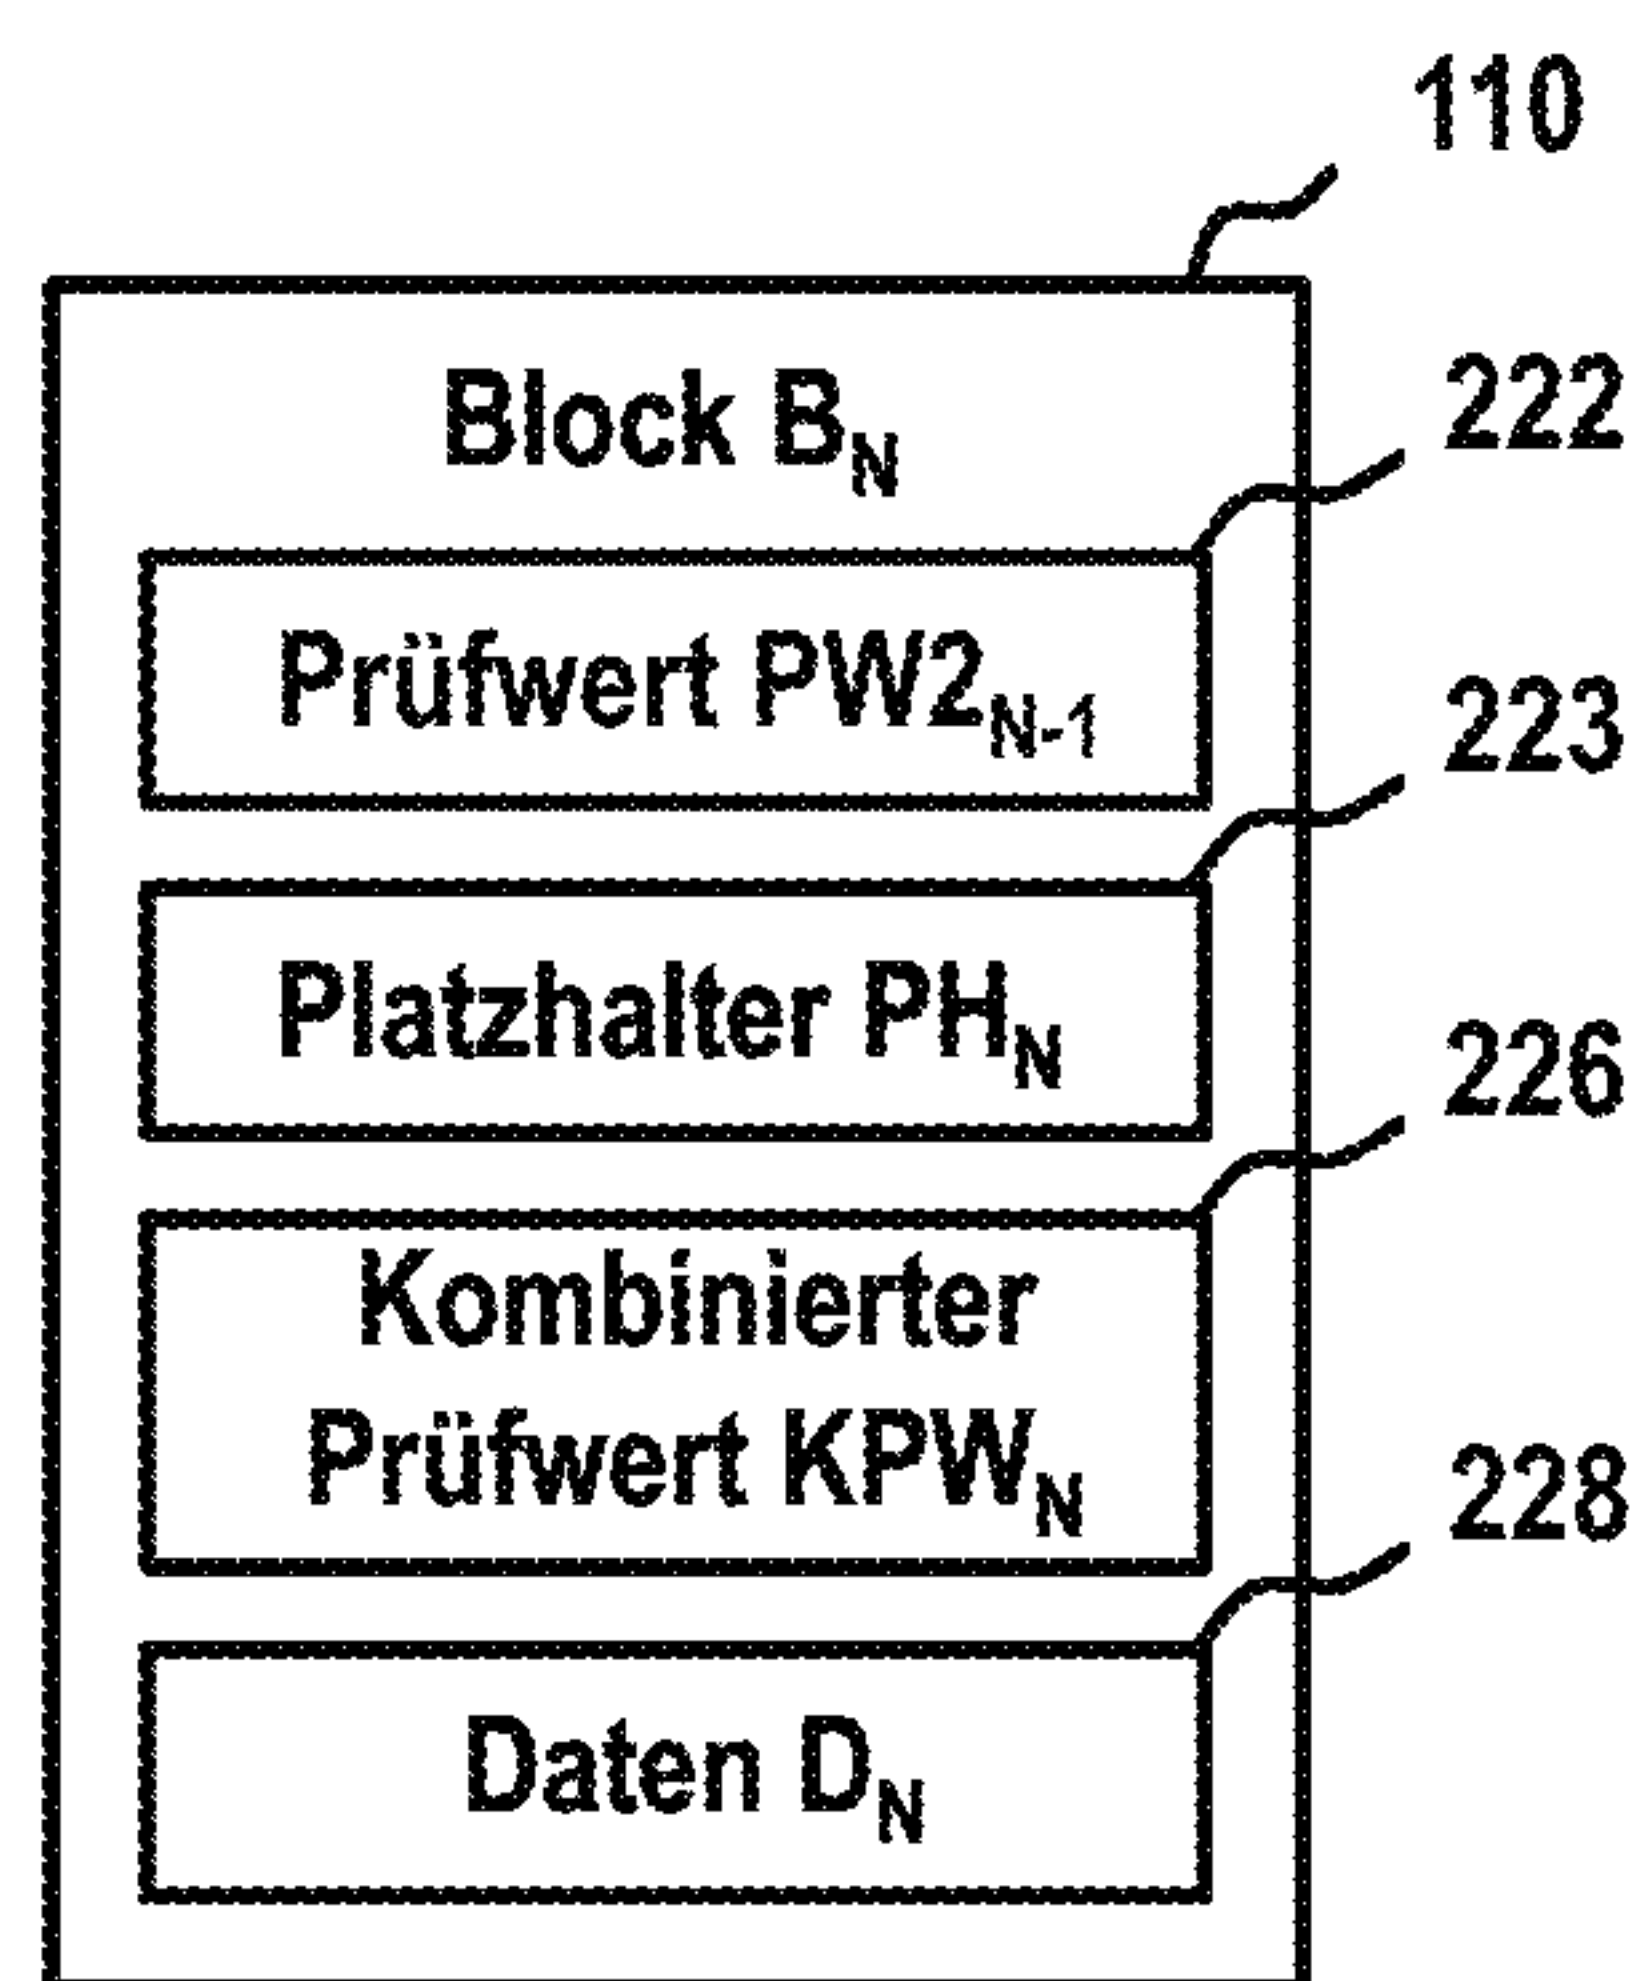 110
Block B_N
222
Prüfwert PW2_N-1
223
Platzhalter PH_N
226
Kombinierter
Prüfwert KPW_N
228
Daten D_N